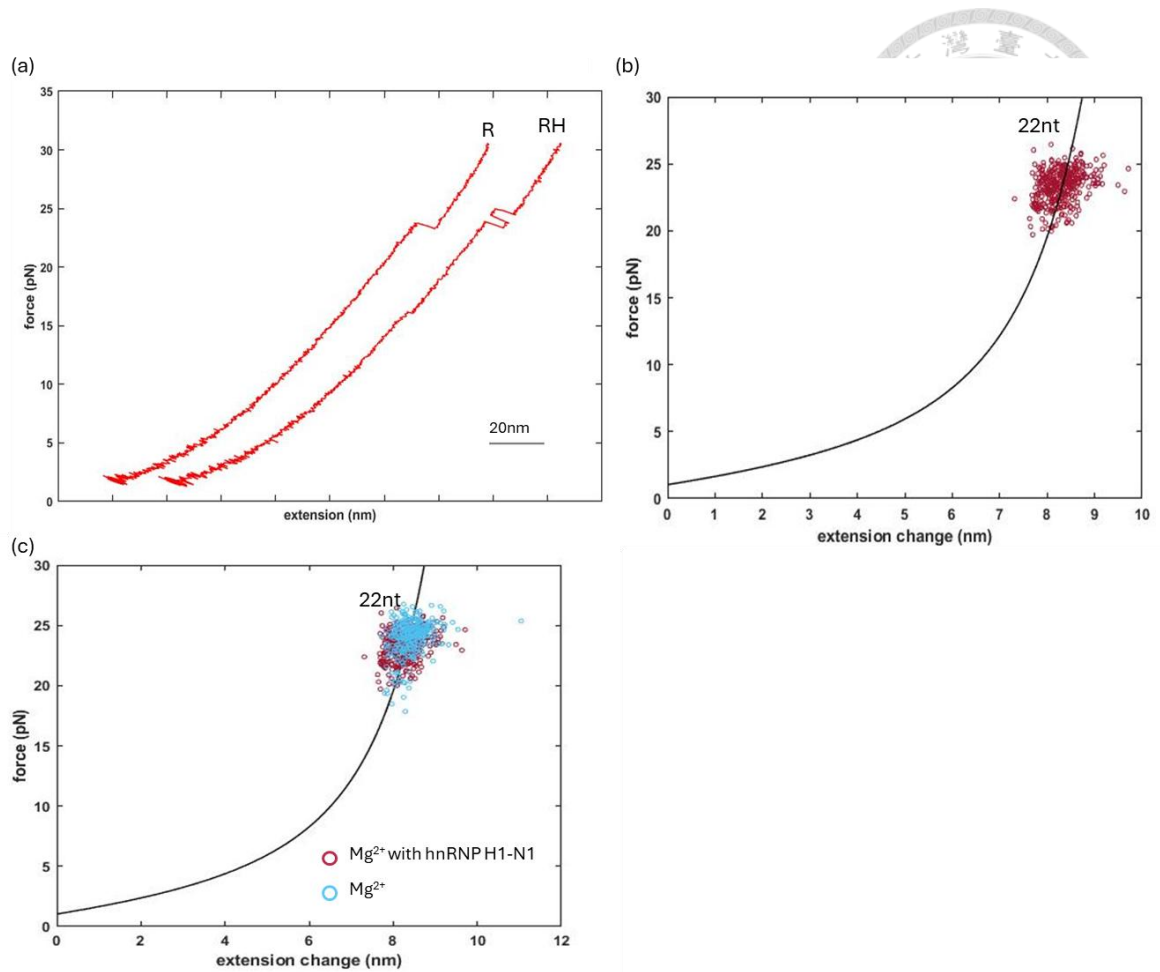 灣 臺
(a)
35
30
25
20
15
10
5
0
force (pN)
R
RH
20nm
extension (nm)
(b)
30
25
20
15
10
5
0
force (pN)
22nt
0 1 2 3 4 5 6 7 8 9 10
extension change (nm)
(c)
30
25
20
15
10
5
0
force (pN)
22nt
Mg²⁺ with hnRNP H1-N1
Mg²⁺
0 2 4 6 8 10 12
extension change (nm)